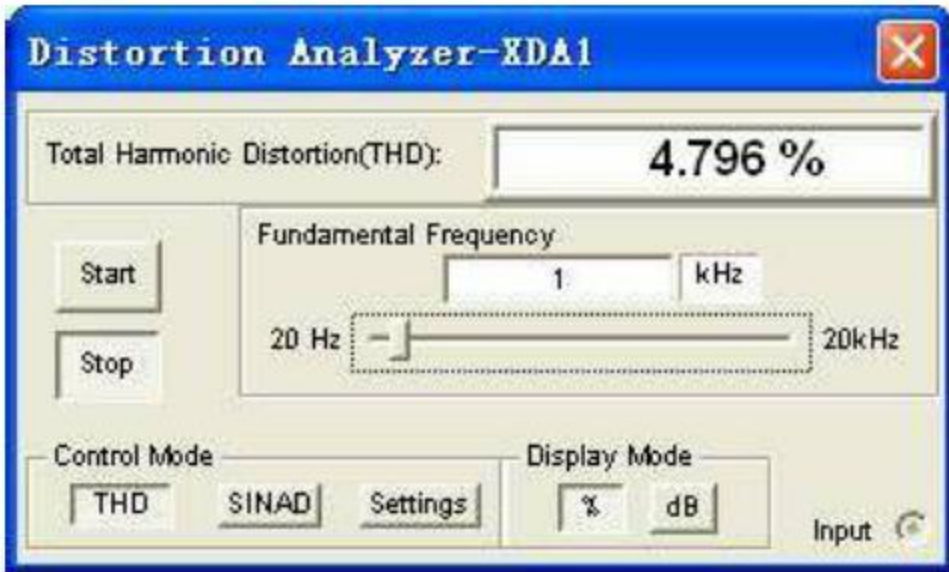 Distortion Analyzer-XDA1
Total Harmonic Distortion(THD): 4.796 %
Fundamental Frequency
Start
1 kHz
20 Hz 20kHz
Stop
Control Mode Display Mode
THD SINAD Settings % dB
Input